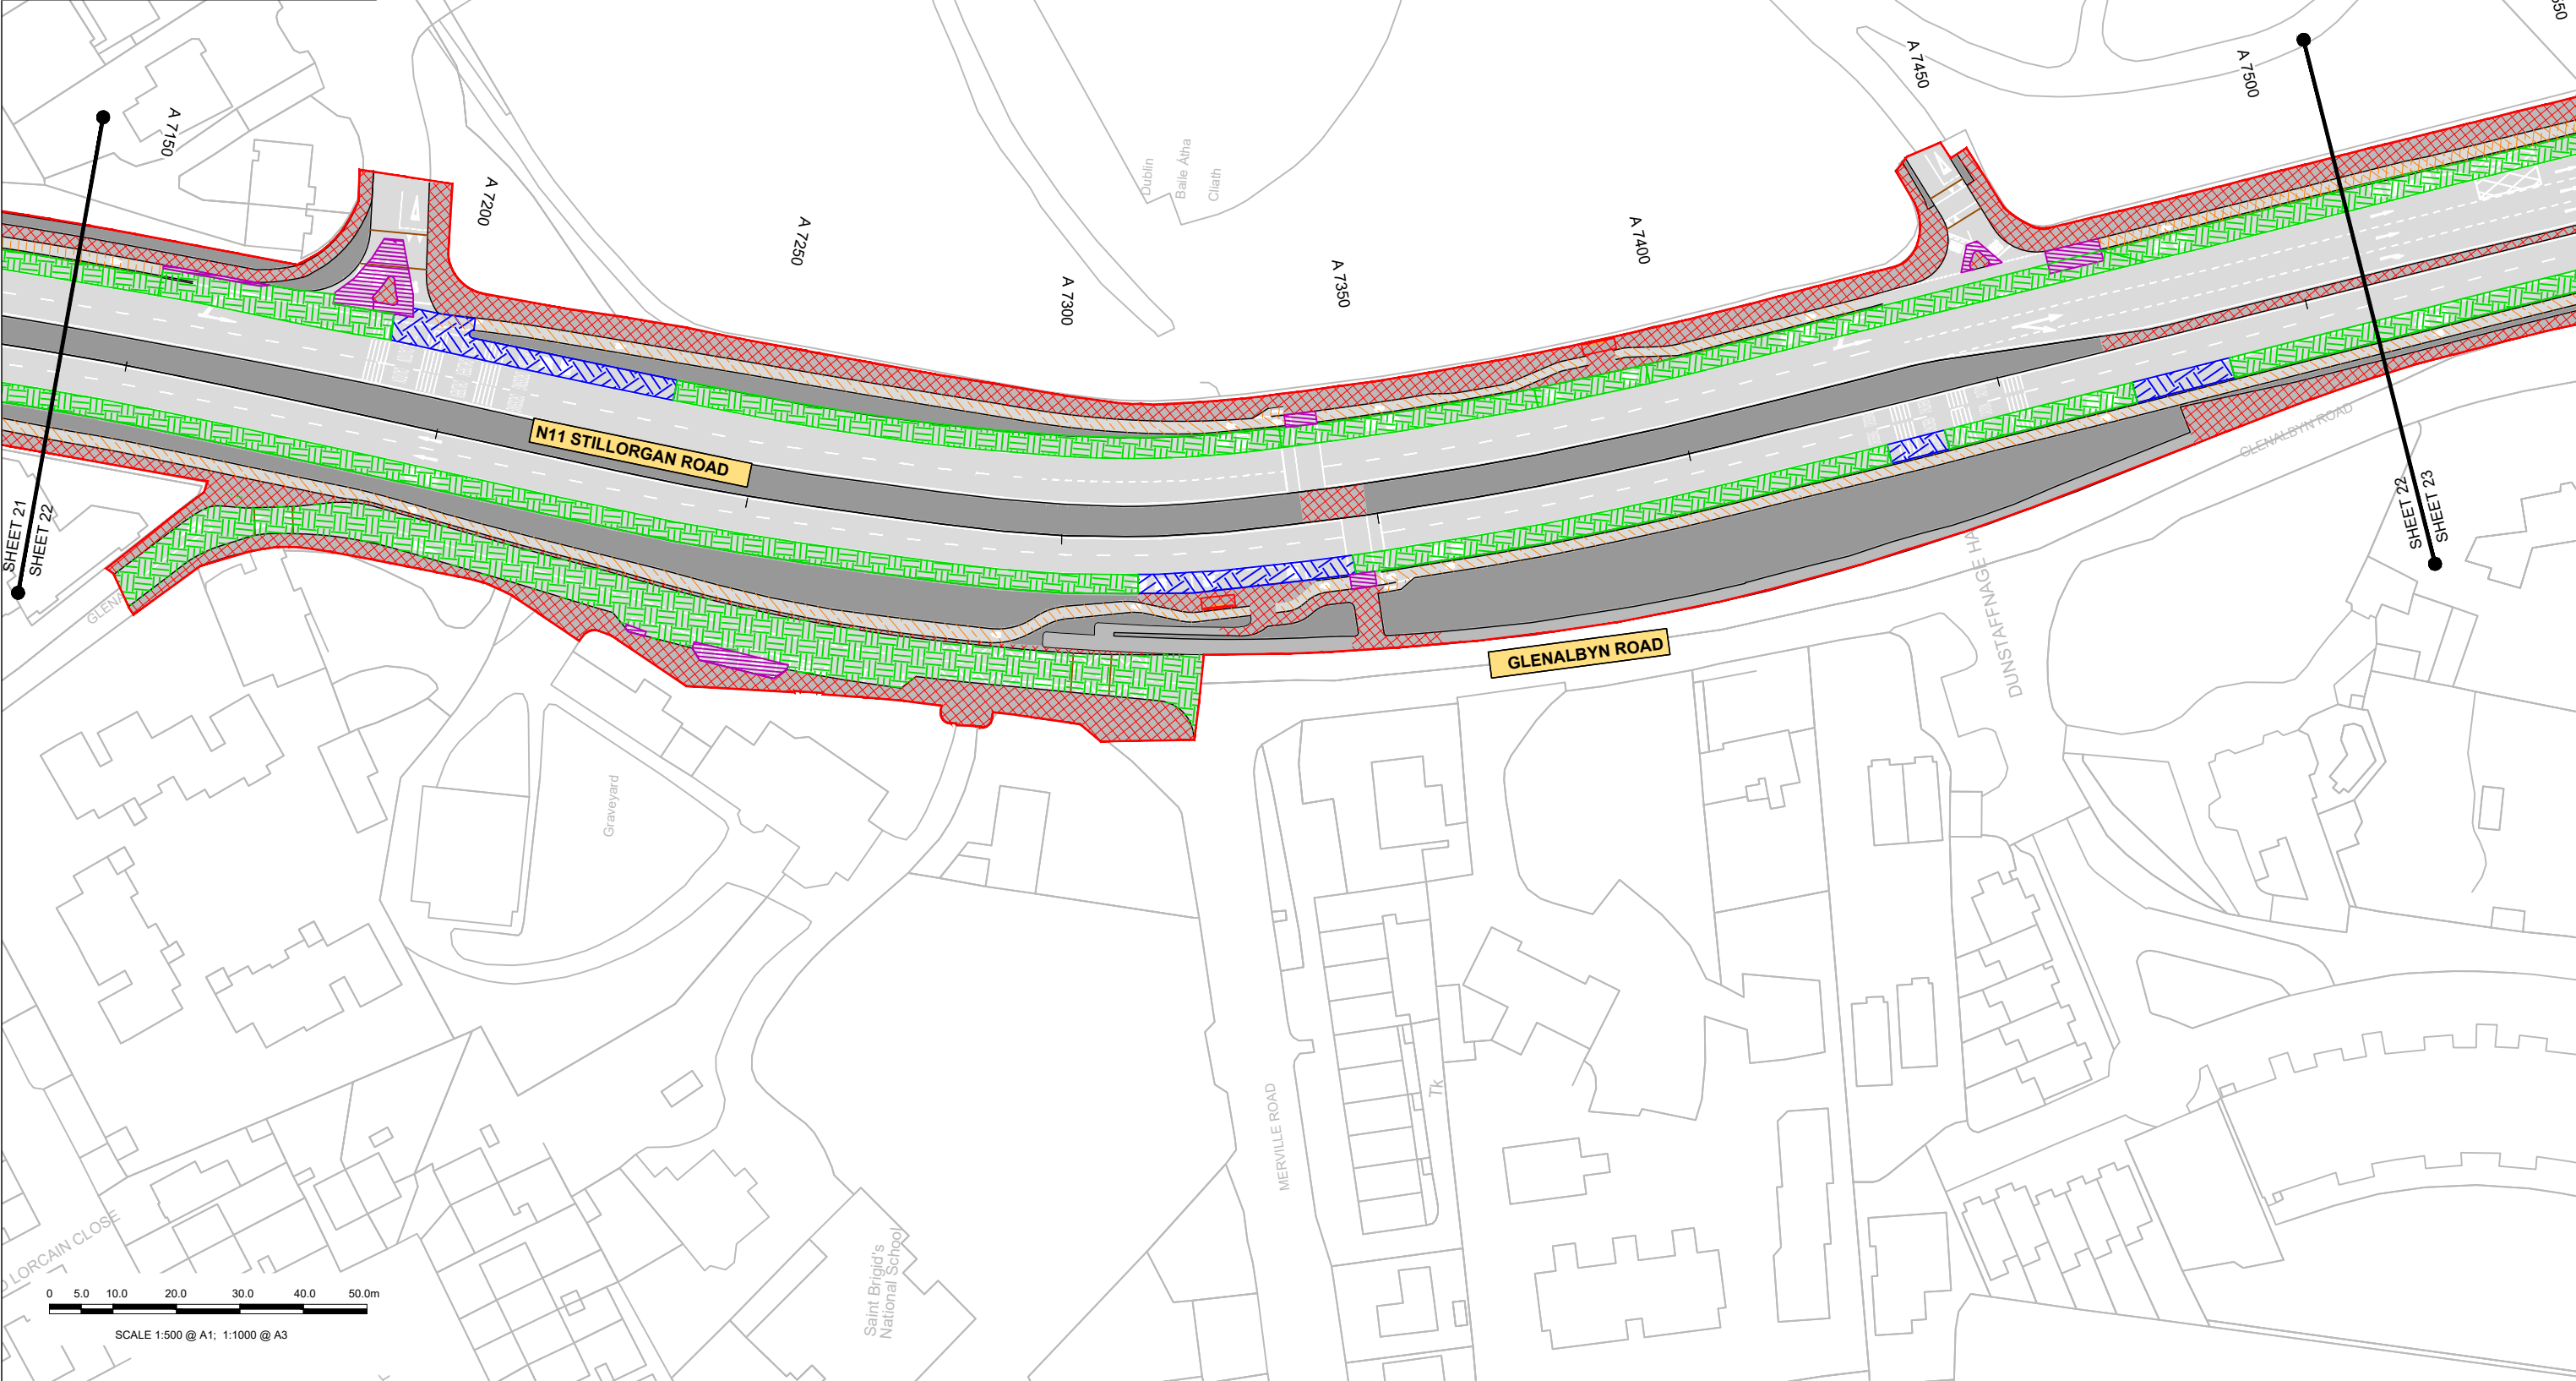 A 7150
A 7200
A 7250
A 7300
A 7350
A 7400
A 7450
A 7500
Dublin
Baile Átha
Cliath
N11 STILLORGAN ROAD
SHEET 21
SHEET 22
SHEET 22
SHEET 23
GLENALBYN ROAD
GLENALBYN ROAD
Graveyard
MERVILLE ROAD
Tk
Saint Brigid's
National School
LORCAIN CLOSE
0 5.0 10.0 20.0 30.0 40.0 50.0m
SCALE 1:500 @ A1; 1:1000 @ A3